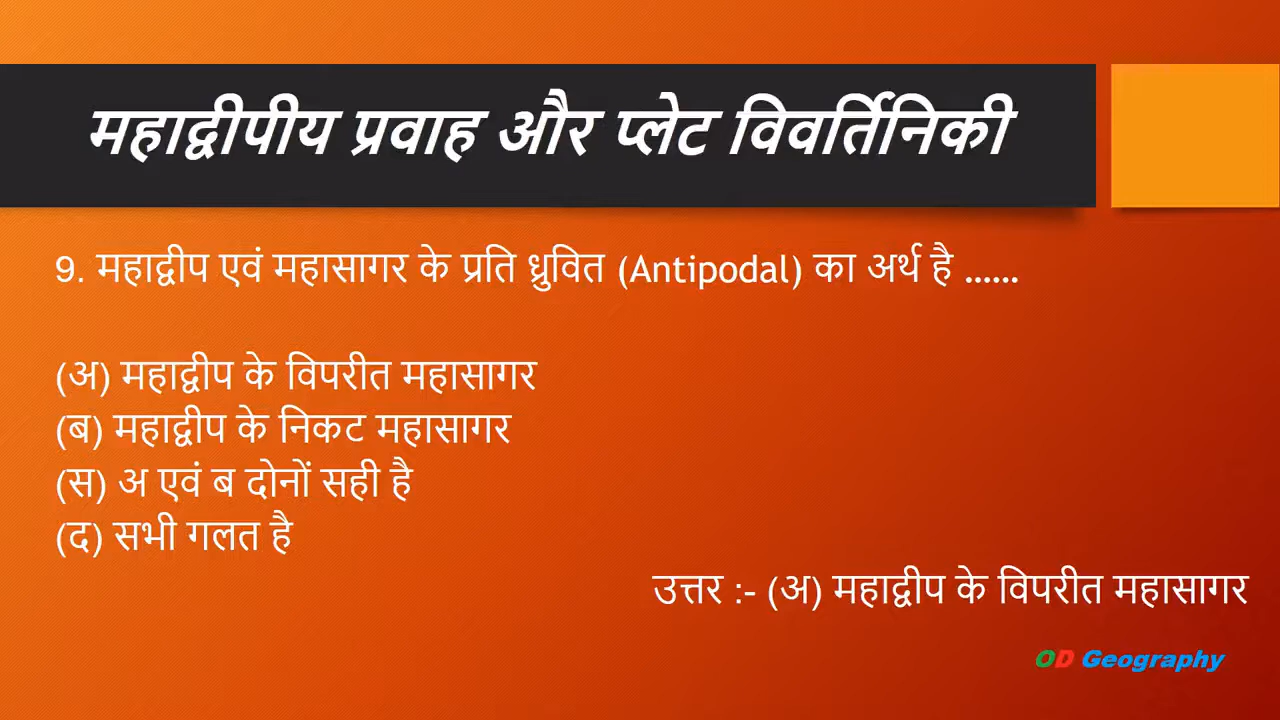 महाद्वीपीय प्रवाह और प्लेट विवर्तिनिकी
9. महाद्वीप एवं महासागर के प्रति ध्रुवित (Antipodal) का अर्थ है ......
(अ) महाद्वीप के विपरीत महासागर
(ब) महाद्वीप के निकट महासागर
(स) अ एवं ब दोनों सही है
(द) सभी गलत है
उत्तर :- (अ) महाद्वीप के विपरीत महासागर
OD Geography